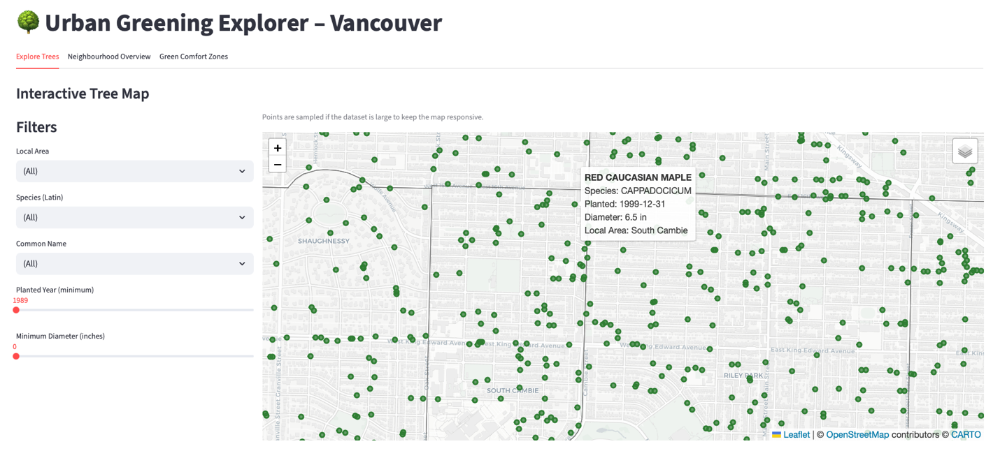 Urban Greening Explorer – Vancouver
Explore Trees
Neighbourhood Overview
Green Comfort Zones
Interactive Tree Map
Filters
Local Area
(All)
Species (Latin)
(All)
Common Name
(All)
Planted Year (minimum)
1989
Minimum Diameter (inches)
0
Points are sampled if the dataset is large to keep the map responsive.
+
−
RED CAUCASIAN MAPLE
Species: CAPPADOCICUM
Planted: 1999-12-31
Diameter: 6.5 in
Local Area: South Cambie
Main Street
Kingsway
Kingsway
SHAUGHNESSY
West King Edward Avenue
East King Edward Avenue
Oak Street
Cambie Street
Granville Street
Main Street
SOUTH CAMBIE
RILEY PARK
Leaflet | © OpenStreetMap contributors © CARTO